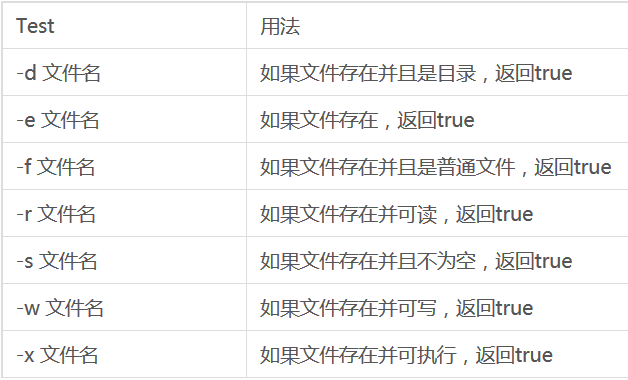 Test 用法
-d 文件名 如果文件存在并且是目录，返回true
-e 文件名 如果文件存在，返回true
-f 文件名 如果文件存在并且是普通文件，返回true
-r 文件名 如果文件存在并可读，返回true
-s 文件名 如果文件存在并且不为空，返回true
-w 文件名 如果文件存在并可写，返回true
-x 文件名 如果文件存在并可执行，返回true